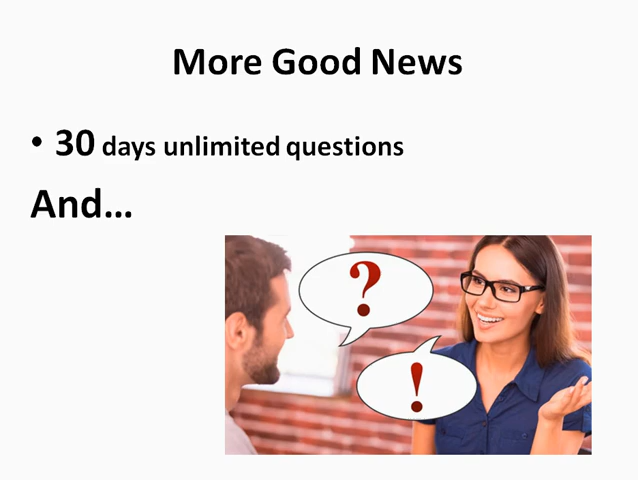 More Good News
• 30 days unlimited questions
And...
?
!